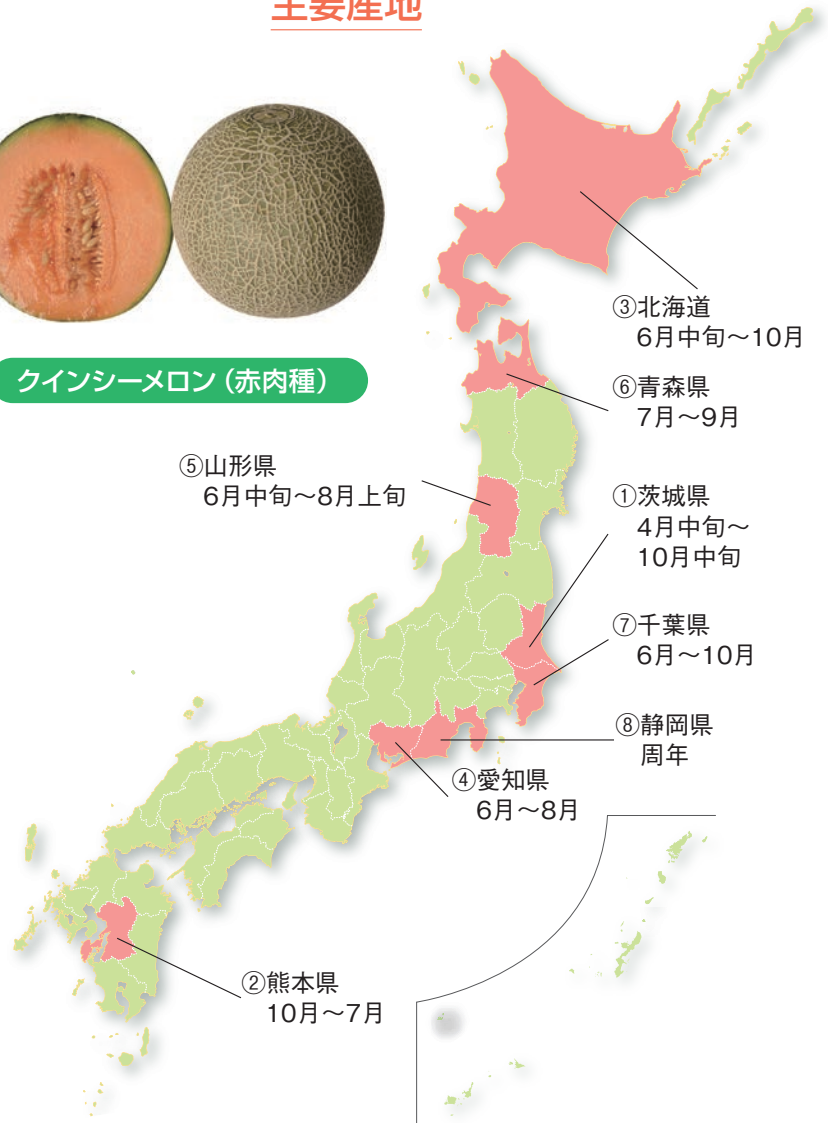 主要産地
クインシーメロン（赤肉種）
③北海道
6月中旬～10月
⑥青森県
7月～9月
⑤山形県
6月中旬～8月上旬
①茨城県
4月中旬～
10月中旬
⑦千葉県
6月～10月
⑧静岡県
周年
④愛知県
6月～8月
②熊本県
10月～7月